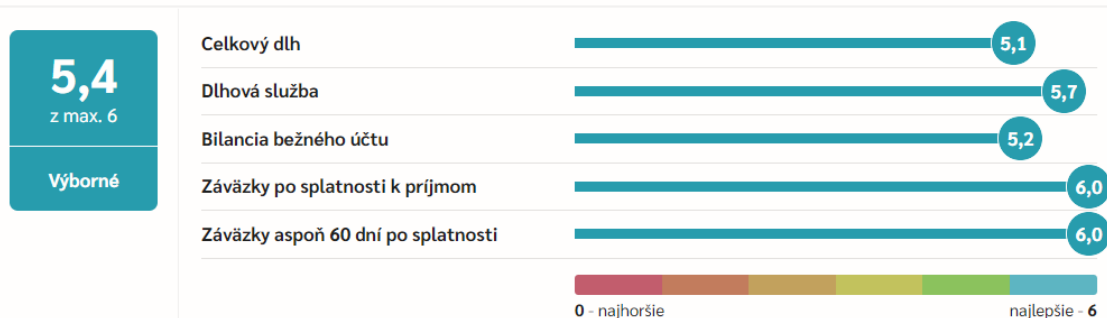 5,4
z max. 6
Výborné
Celkový dlh 5,1
Dlhová služba 5,7
Bilancia bežného účtu 5,2
Záväzky po splatnosti k príjmom 6,0
Záväzky aspoň 60 dní po splatnosti 6,0
0 - najhoršie najlepšie - 6